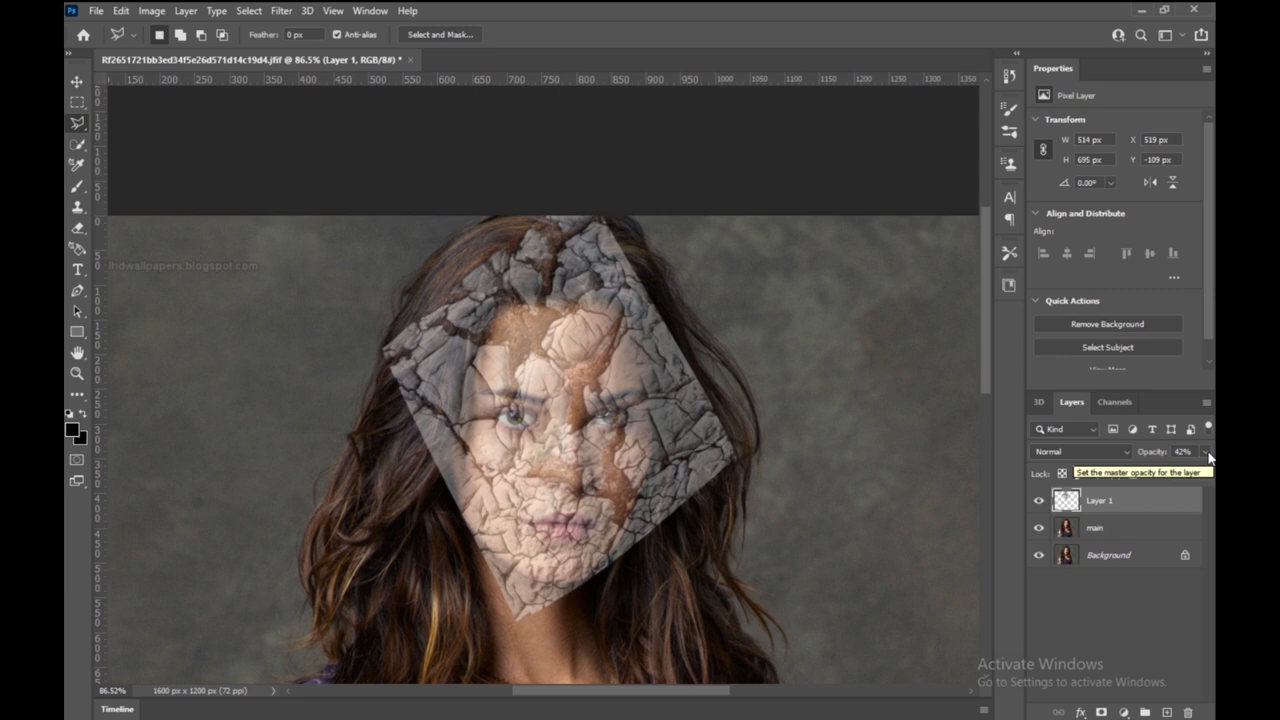 Ps File Edit Image Layer Type Select Filter 3D View Window Help
Feather: 0 px Anti-alias Select and Mask...
Rf2651721bb3ed34f5e26d571d14c19d4.jfif @ 86.5% (Layer 1, RGB/8#) * ×
150 200 250 300 350 400 450 500 550 600 650 700 750 800 850 900 950 1000 1050 1100 1150 1200 1250 1300 1350
lhdwallpapers.blogspot.com
Properties
Pixel Layer
Transform
W 514 px X 519 px
H 695 px Y -109 px
0.00°
Align and Distribute
Align:
Quick Actions
Remove Background
Select Subject
3D Layers Channels
Kind
Normal Opacity: 42%
Lock: Set the master opacity for the layer
Layer 1
main
Background
Activate Windows
Go to Settings to activate Windows.
86.52% 1600 px x 1200 px (72 ppi)
Timeline